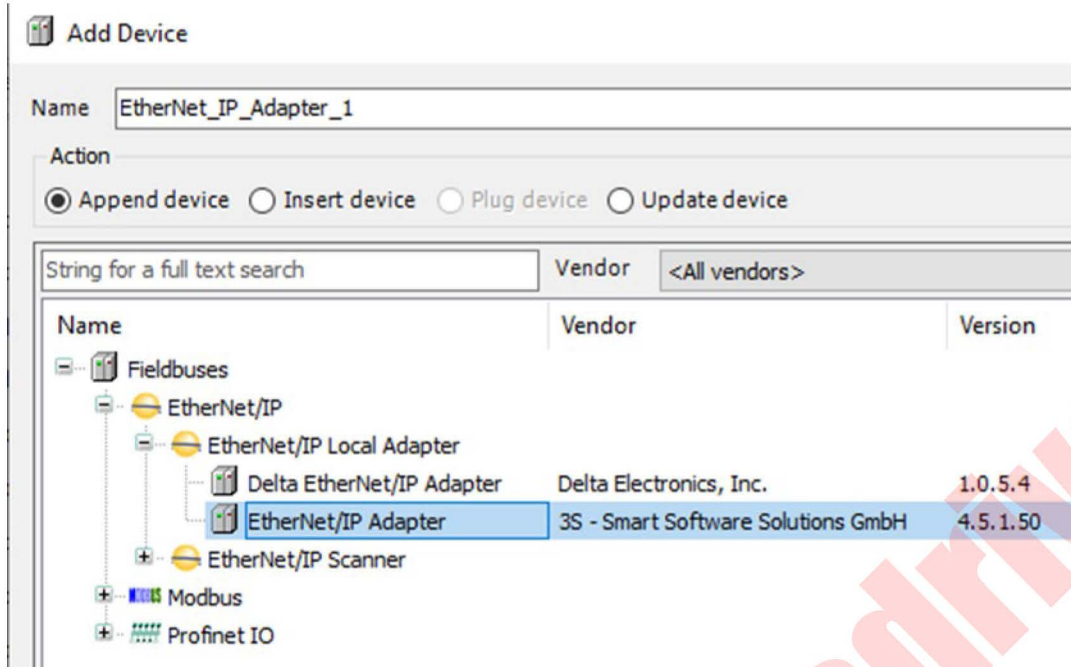 Add Device
Name EtherNet_IP_Adapter_1
Action
Append device Insert device Plug device Update device
String for a full text search Vendor <All vendors>
Name Vendor Version
Fieldbuses
EtherNet/IP
EtherNet/IP Local Adapter
Delta EtherNet/IP Adapter Delta Electronics, Inc. 1.0.5.4
EtherNet/IP Adapter 3S - Smart Software Solutions GmbH 4.5.1.50
EtherNet/IP Scanner
MODBUS Modbus
Profinet IO